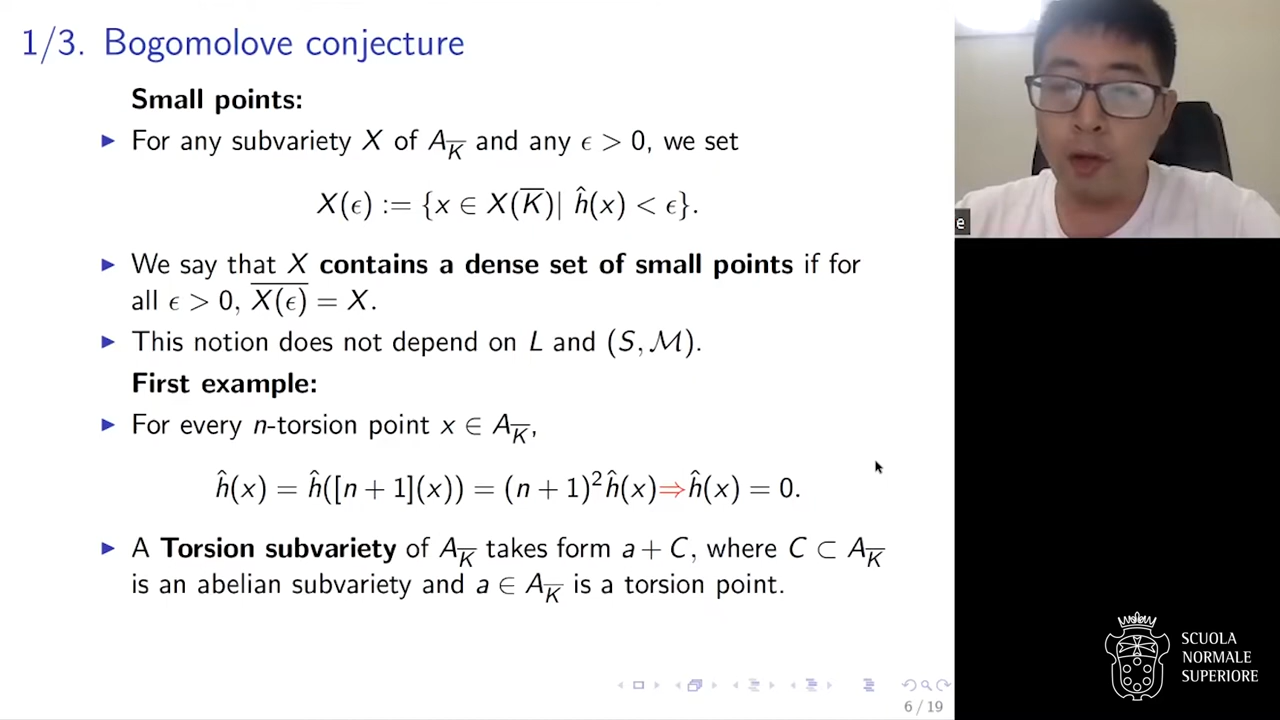 1/3. Bogomolove conjecture
Small points:
▶ For any subvariety X of A_K̅ and any ϵ > 0, we set
X(ϵ) := {x ∈ X(K̅)| ĥ(x) < ϵ}.
▶ We say that X contains a dense set of small points if for
all ϵ > 0, \overline{X(ϵ)} = X.
▶ This notion does not depend on L and (S, ℳ).
First example:
▶ For every n-torsion point x ∈ A_K̅,
ĥ(x) = ĥ([n + 1](x)) = (n + 1)²ĥ(x)⇒ĥ(x) = 0.
▶ A Torsion subvariety of A_K̅ takes form a + C, where C ⊂ A_K̅
is an abelian subvariety and a ∈ A_K̅ is a torsion point.
6 / 19
e
SCUOLA
NORMALE
SUPERIORE